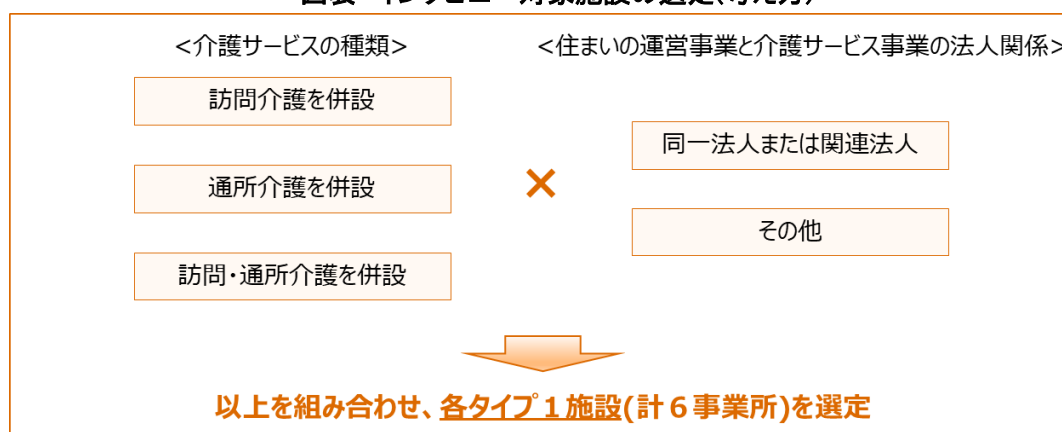 <介護サービスの種類>
訪問介護を併設
通所介護を併設
訪問・通所介護を併設
×
<住まいの運営事業と介護サービス事業の法人関係>
同一法人または関連法人
その他
以上を組み合わせ、各タイプ1施設(計6事業所)を選定